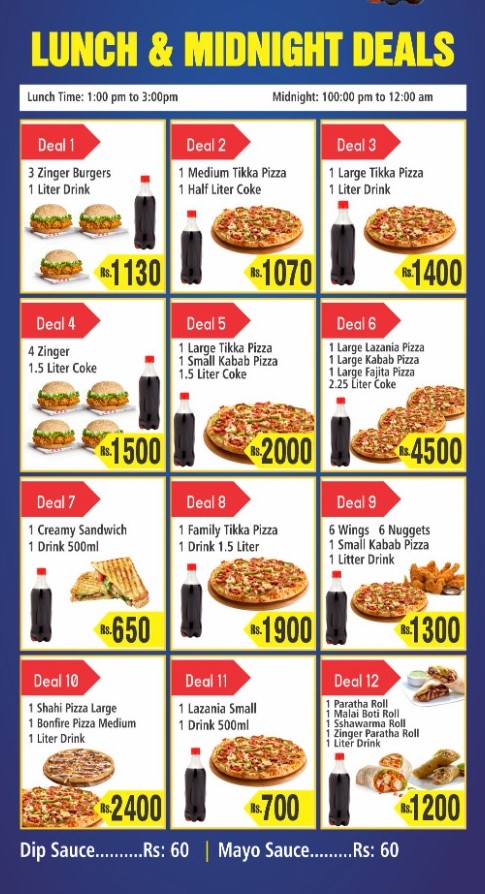 LUNCH & MIDNIGHT DEALS
Lunch Time: 1:00 pm to 3:00pm
Midnight: 100:00 pm to 12:00 am
Deal 1
3 Zinger Burgers
1 Liter Drink
Rs.1130
Deal 2
1 Medium Tikka Pizza
1 Half Liter Coke
Rs.1070
Deal 3
1 Large Tikka Pizza
1 Liter Drink
Rs.1400
Deal 4
4 Zinger
1.5 Liter Coke
Rs.1500
Deal 5
1 Large Tikka Pizza
1 Small Kabab Pizza
1.5 Liter Coke
Rs.2000
Deal 6
1 Large Lazania Pizza
1 Large Kabab Pizza
1 Large Fajita Pizza
2.25 Liter Coke
Rs.4500
Deal 7
1 Creamy Sandwich
1 Drink 500ml
Rs.650
Deal 8
1 Family Tikka Pizza
1 Drink 1.5 Liter
Rs.1900
Deal 9
6 Wings 6 Nuggets
1 Small Kabab Pizza
1 Litter Drink
Rs.1300
Deal 10
1 Shahi Pizza Large
1 Bonfire Pizza Medium
1 Liter Drink
Rs.2400
Deal 11
1 Lazania Small
1 Drink 500ml
Rs.700
Deal 12
1 Paratha Roll
1 Malai Boti Roll
1 Sshawarma Roll
1 Zinger Paratha Roll
1 Liter Drink
Rs.1200
Dip Sauce..........Rs: 60 | Mayo Sauce.........Rs: 60